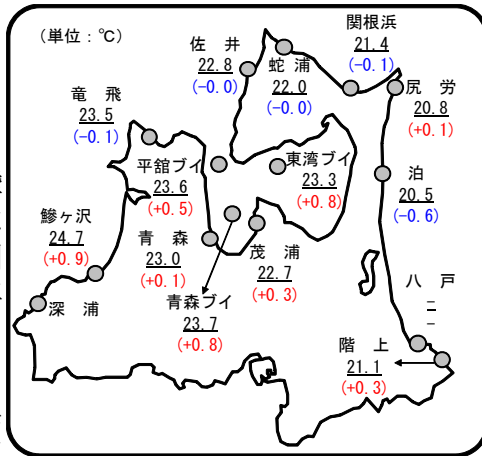 （単位：℃）
佐　井
22.8
(-0.0)
蛇　浦
22.0
(-0.0)
関根浜
21.4
(-0.1)
尻　労
20.8
(+0.1)
竜　飛
23.5
(-0.1)
平舘ブイ
23.6
(+0.5)
東湾ブイ
23.3
(+0.8)
泊
20.5
(-0.6)
鰺ヶ沢
24.7
(+0.9)
青　森
23.0
(+0.1)
茂　浦
22.7
(+0.3)
深　浦
青森ブイ
23.7
(+0.8)
八　戸
－
－
階　上
21.1
(+0.3)